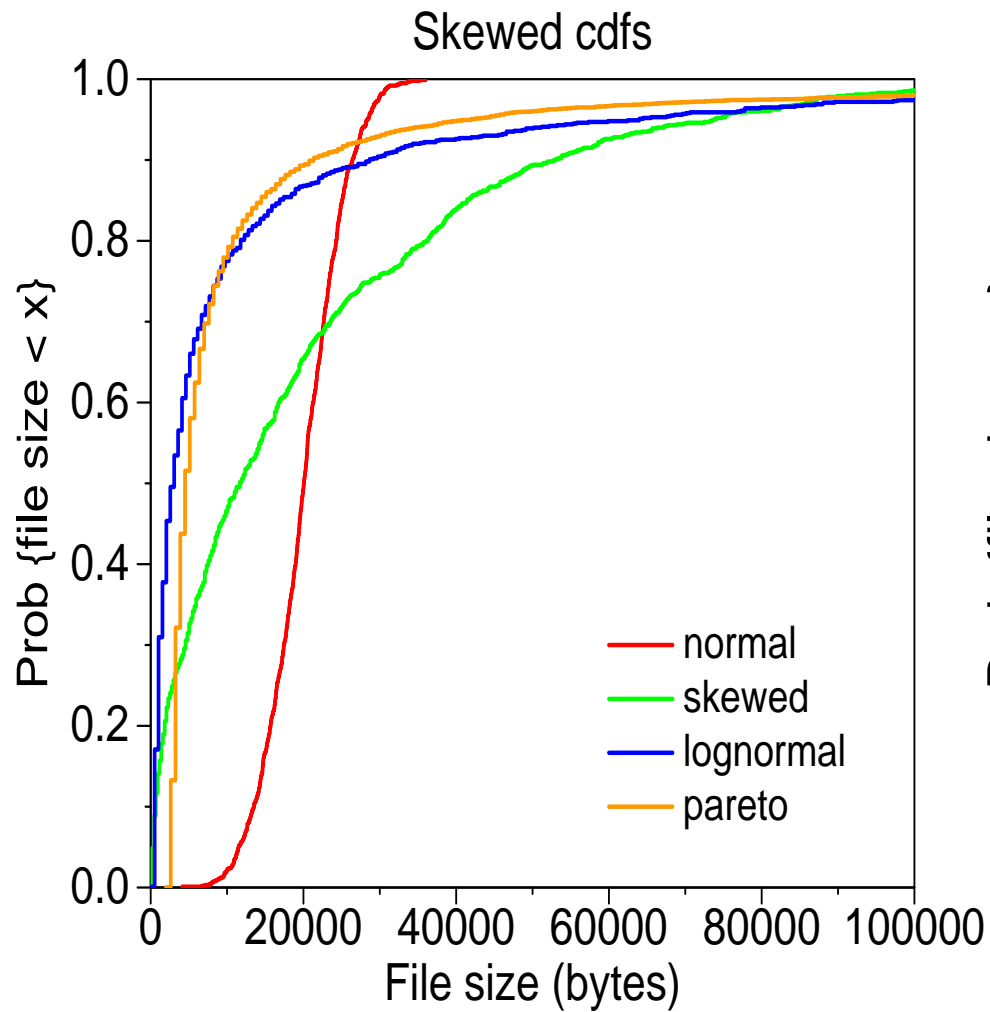 Skewed cdfs
1.0
0.8
0.6
0.4
0.2
0.0
Prob {file size < x}
normal
skewed
lognormal
pareto
0 20000 40000 60000 80000 100000
File size (bytes)